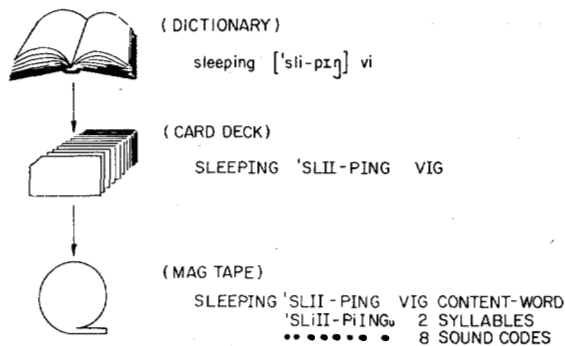 (DICTIONARY)
sleeping ['sli-pɪŋ] vi
(CARD DECK)
SLEEPING 'SLII-PING VIG
(MAG TAPE)
SLEEPING 'SLII-PING VIG CONTENT-WORD
'SLiII-PiINGu 2 SYLLABLES
•••••• • • 8 SOUND CODES